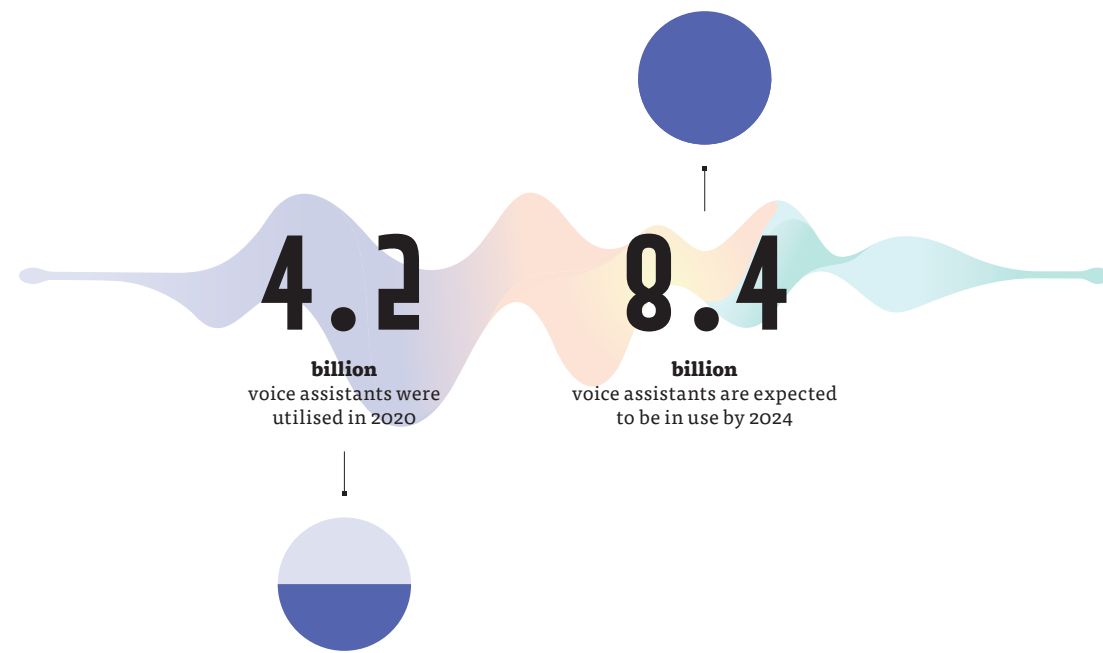 4.2
billion
voice assistants were
utilised in 2020
8.4
billion
voice assistants are expected
to be in use by 2024